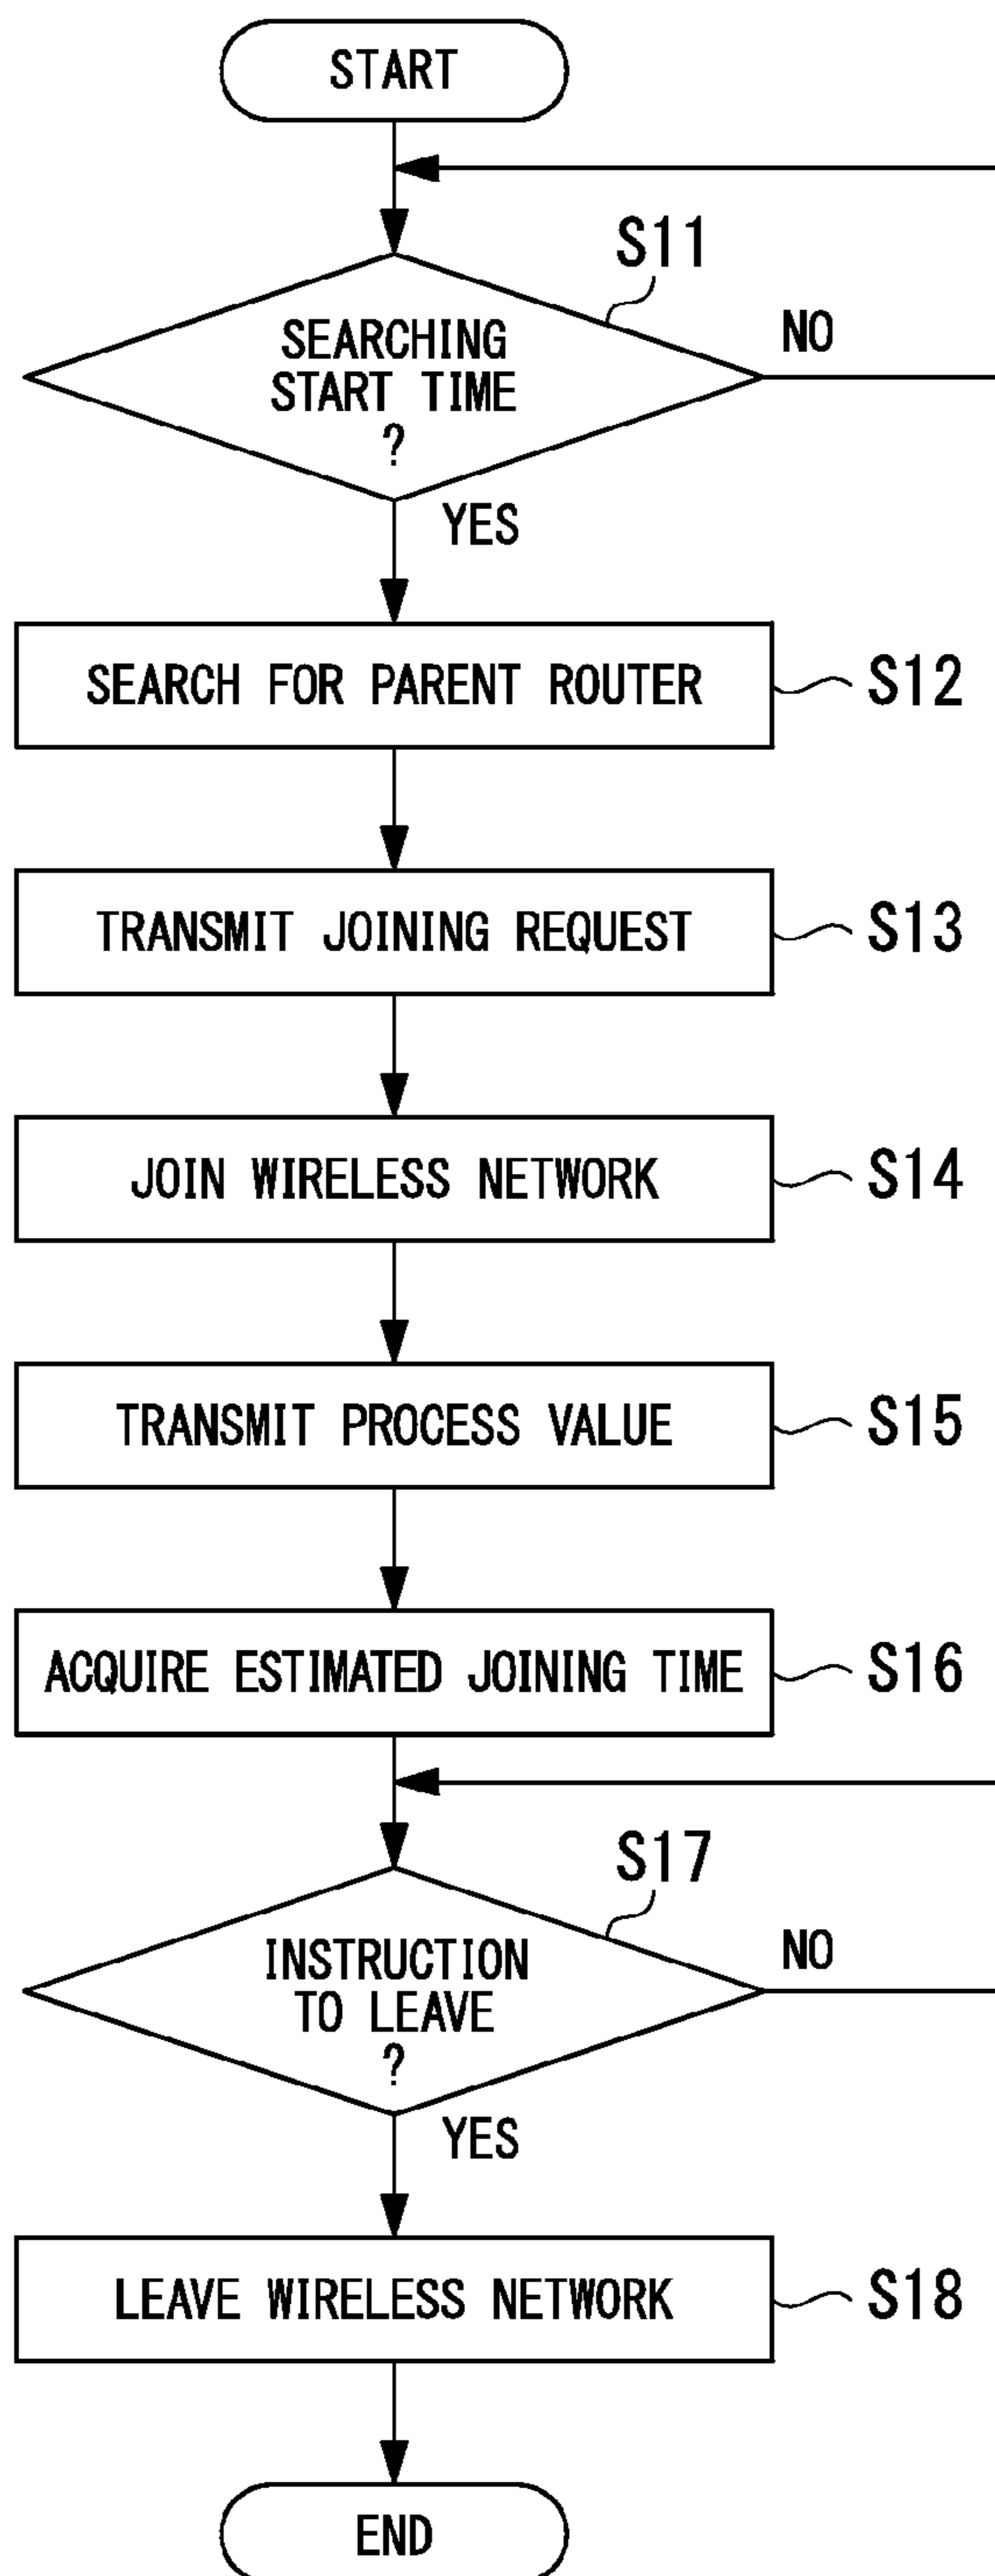 START
S11
SEARCHING
START TIME
?
NO
YES
SEARCH FOR PARENT ROUTER
S12
TRANSMIT JOINING REQUEST
S13
JOIN WIRELESS NETWORK
S14
TRANSMIT PROCESS VALUE
S15
ACQUIRE ESTIMATED JOINING TIME
S16
S17
INSTRUCTION
TO LEAVE
?
NO
YES
LEAVE WIRELESS NETWORK
S18
END